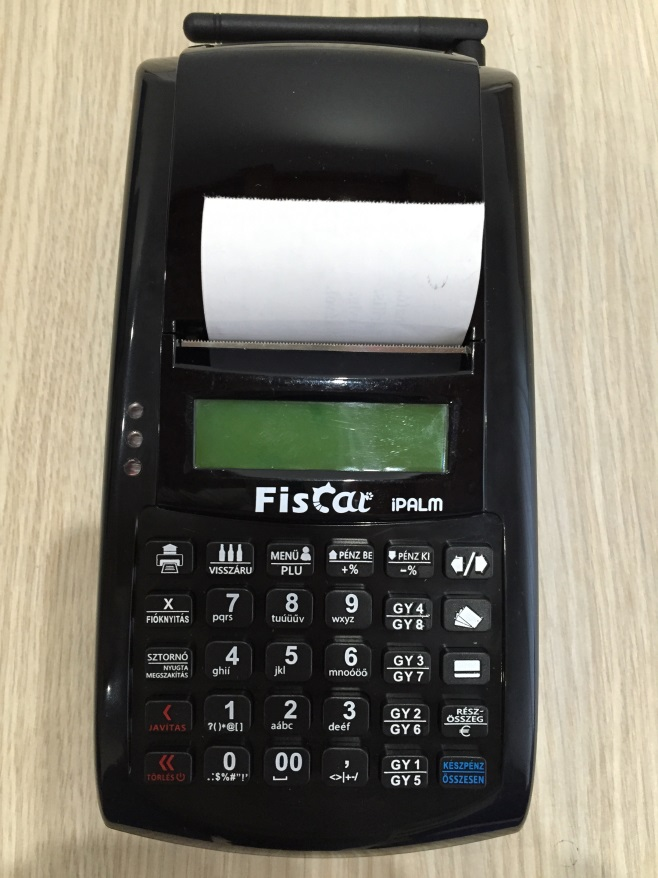 FisCat iPALM
VISSZÁRU
MENÜ
PLU
PÉNZ BE
+%
PÉNZ KI
-%
/
X
FIÓKNYITÁS
7
pqrs
8
tuúüűv
9
wxyz
GY 4
GY 8
SZTORNÓ
NYUGTA
MEGSZAKÍTÁS
4
ghií
5
jkl
6
mnoóöő
GY 3
GY 7
JAVÍTÁS
1
?()*@[]
2
aábc
3
deéf
GY 2
GY 6
RÉSZ-
ÖSSZEG
€
TÖRLÉS
0
.:$%#"!'
00
,
<>|+-/
GY 1
GY 5
KÉSZPÉNZ
ÖSSZESEN